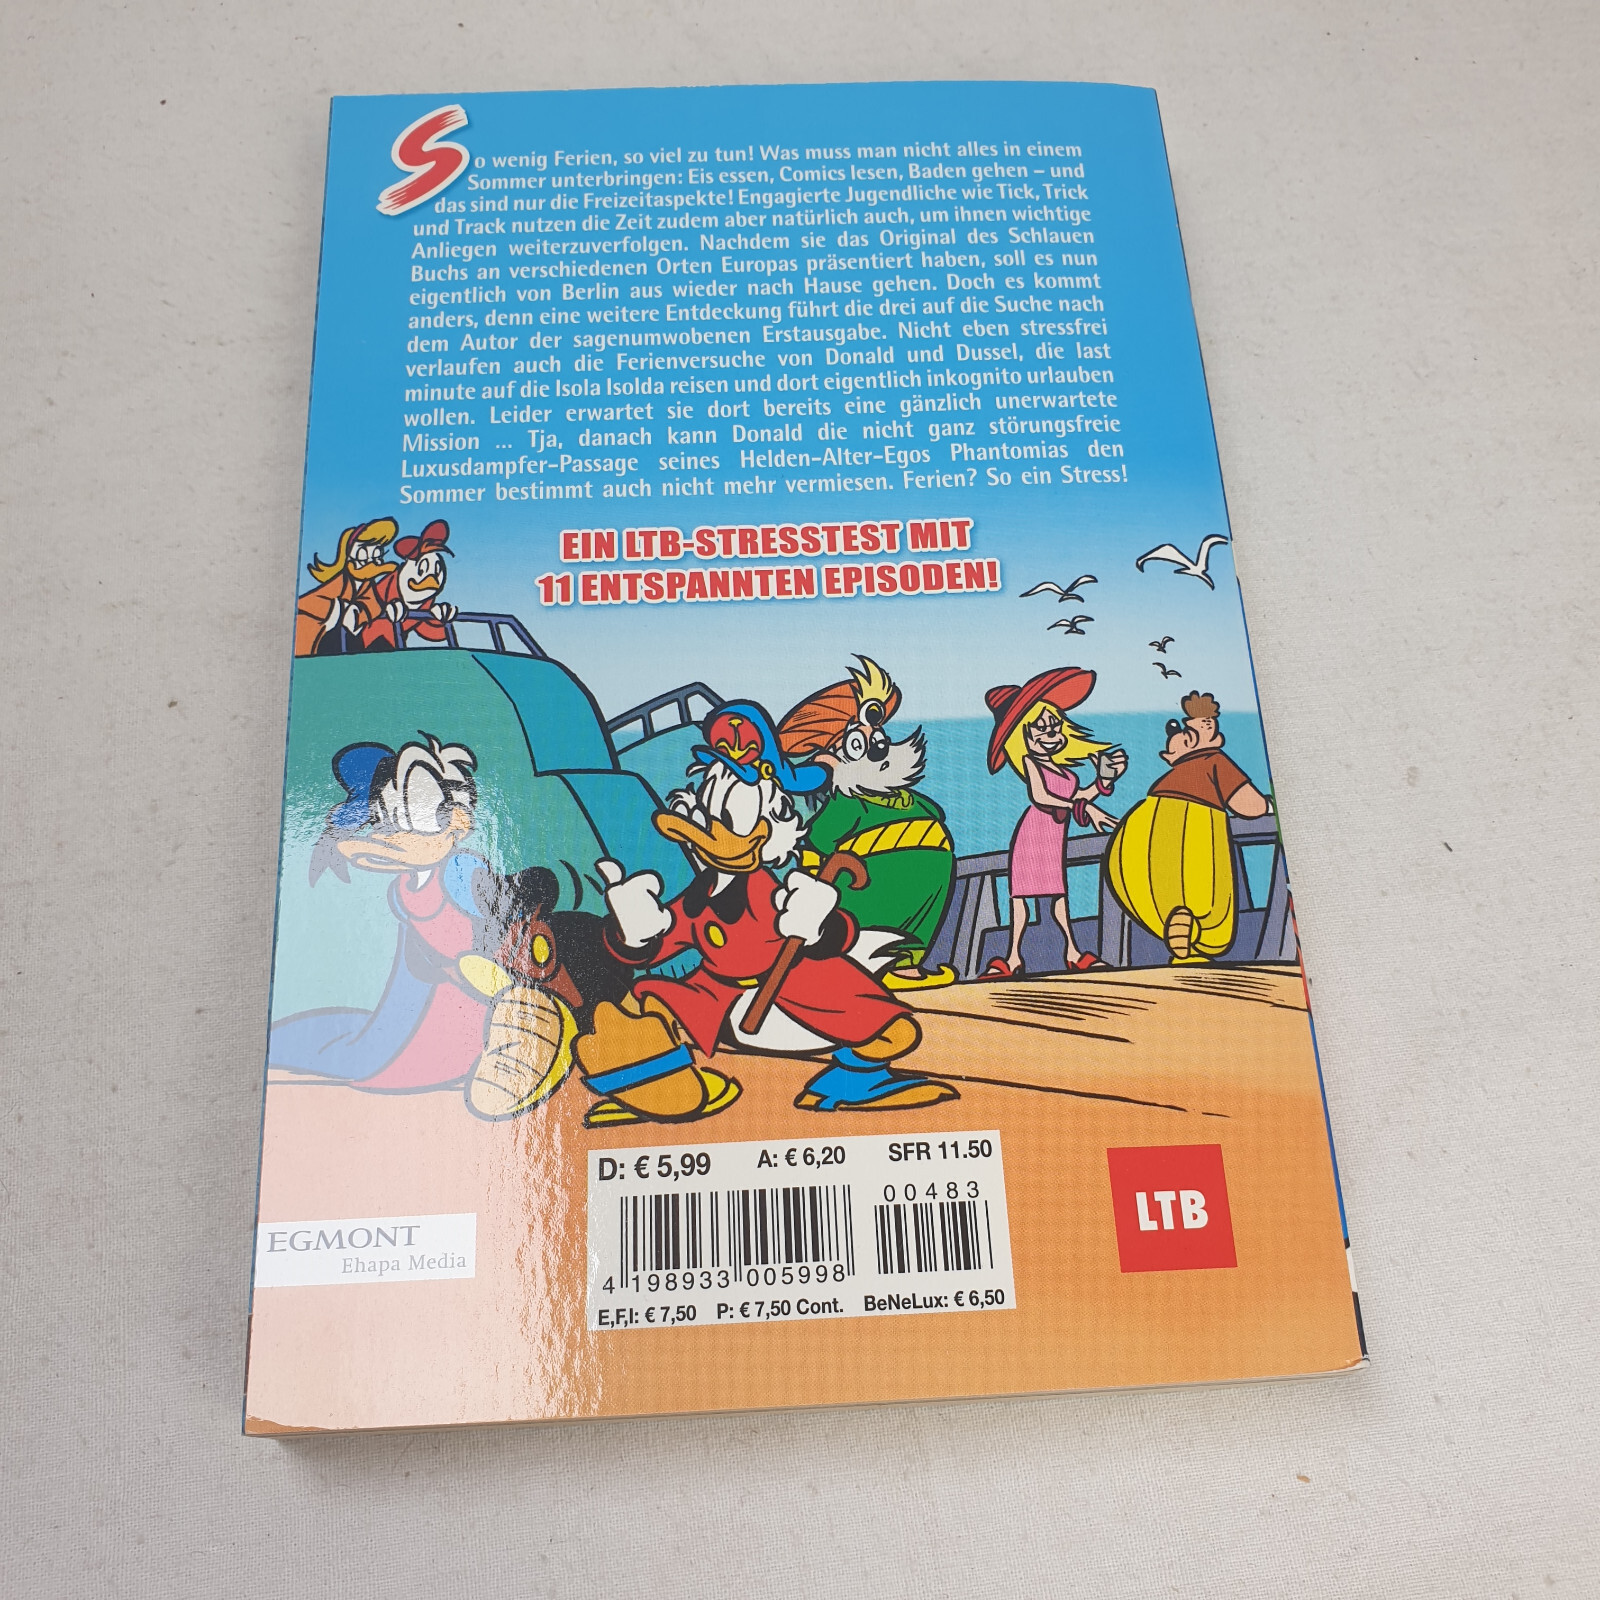 So wenig Ferien, so viel zu tun! Was muss man nicht alles in einem
Sommer unterbringen: Eis essen, Comics lesen, Baden gehen – und
das sind nur die Freizeitaspekte! Engagierte Jugendliche wie Tick, Trick
und Track nutzen die Zeit zudem aber natürlich auch, um ihnen wichtige
Anliegen weiterzuverfolgen. Nachdem sie das Original des Schlauen
Buchs an verschiedenen Orten Europas präsentiert haben, soll es nun
eigentlich von Berlin aus wieder nach Hause gehen. Doch es kommt
anders, denn eine weitere Entdeckung führt die drei auf die Suche nach
dem Autor der sagenumwobenen Erstausgabe. Nicht eben stressfrei
verlaufen auch die Ferienversuche von Donald und Dussel, die last
minute auf die Isola Isolda reisen und dort eigentlich inkognito urlauben
wollen. Leider erwartet sie dort bereits eine gänzlich unerwartete
Mission ... Tja, danach kann Donald die nicht ganz störungsfreie
Luxusdampfer-Passage seines Helden-Alter-Egos Phantomias den
Sommer bestimmt auch nicht mehr vermiesen. Ferien? So ein Stress!
EIN LTB-STRESSTEST MIT
11 ENTSPANNTEN EPISODEN!
D: € 5,99 A: € 6,20 SFR 11.50
00483
4 198933 005998
E,F,I: € 7,50 P: € 7,50 Cont. BeNeLux: € 6,50
EGMONT
Ehapa Media
LTB